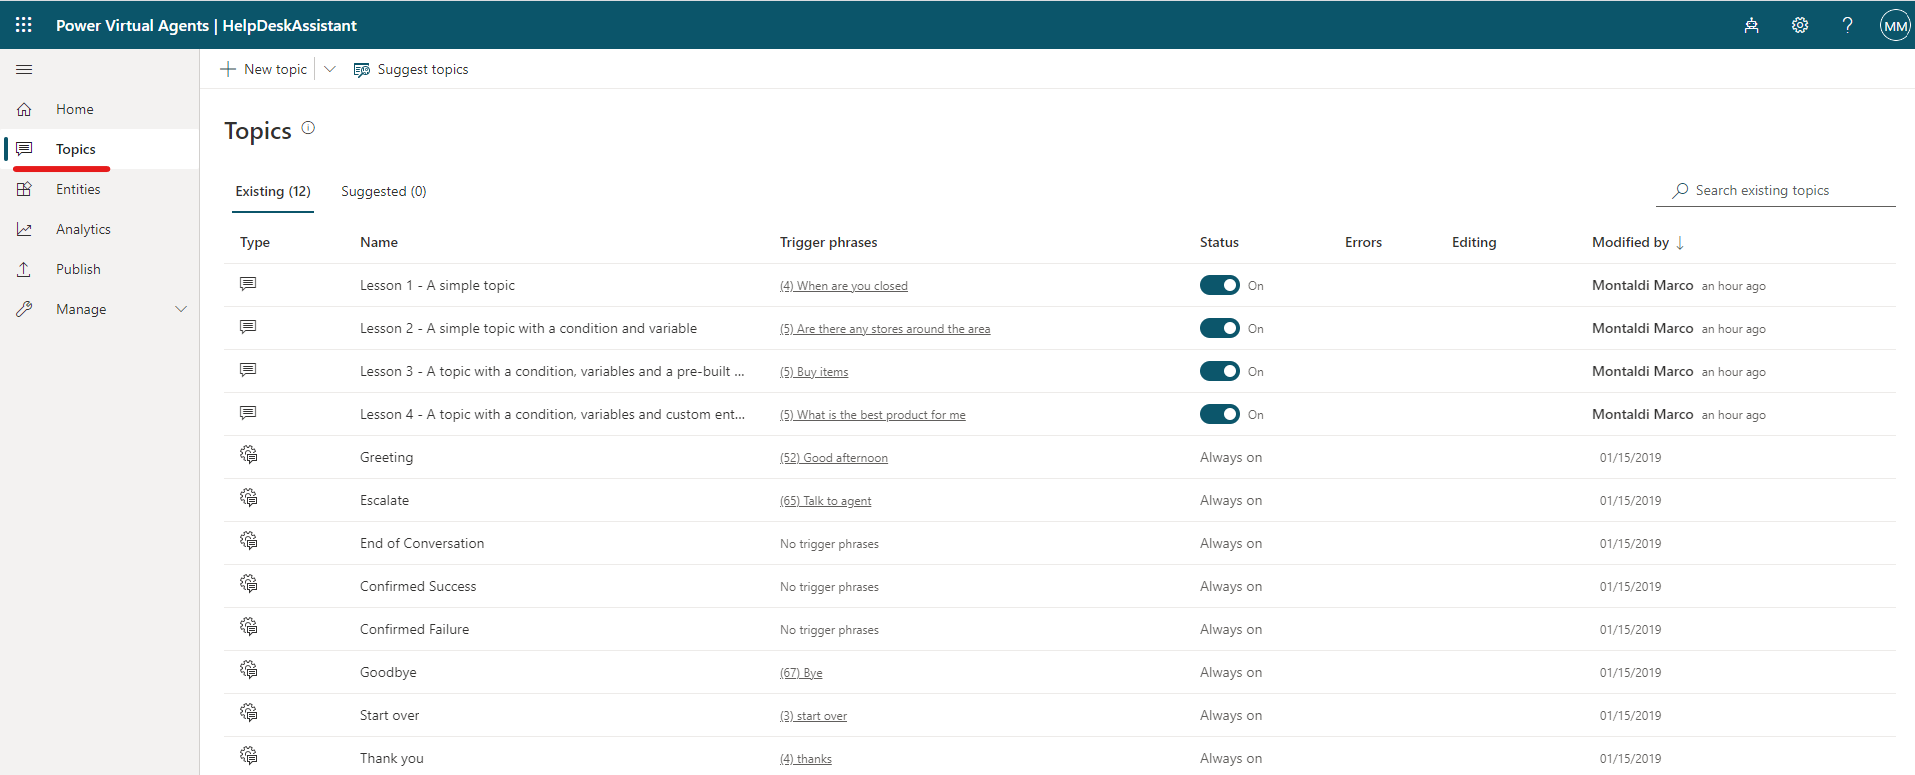 Power Virtual Agents | HelpDeskAssistant
MM
New topic
Suggest topics
Home
Topics
Entities
Analytics
Publish
Manage
Topics
Existing (12) Suggested (0)
Search existing topics
Type Name Trigger phrases Status Errors Editing Modified by ↓
Lesson 1 - A simple topic (4) When are you closed On Montaldi Marco an hour ago
Lesson 2 - A simple topic with a condition and variable (5) Are there any stores around the area On Montaldi Marco an hour ago
Lesson 3 - A topic with a condition, variables and a pre-built ... (5) Buy items On Montaldi Marco an hour ago
Lesson 4 - A topic with a condition, variables and custom ent... (5) What is the best product for me On Montaldi Marco an hour ago
Greeting (52) Good afternoon Always on 01/15/2019
Escalate (65) Talk to agent Always on 01/15/2019
End of Conversation No trigger phrases Always on 01/15/2019
Confirmed Success No trigger phrases Always on 01/15/2019
Confirmed Failure No trigger phrases Always on 01/15/2019
Goodbye (67) Bye Always on 01/15/2019
Start over (3) start over Always on 01/15/2019
Thank you (4) thanks Always on 01/15/2019